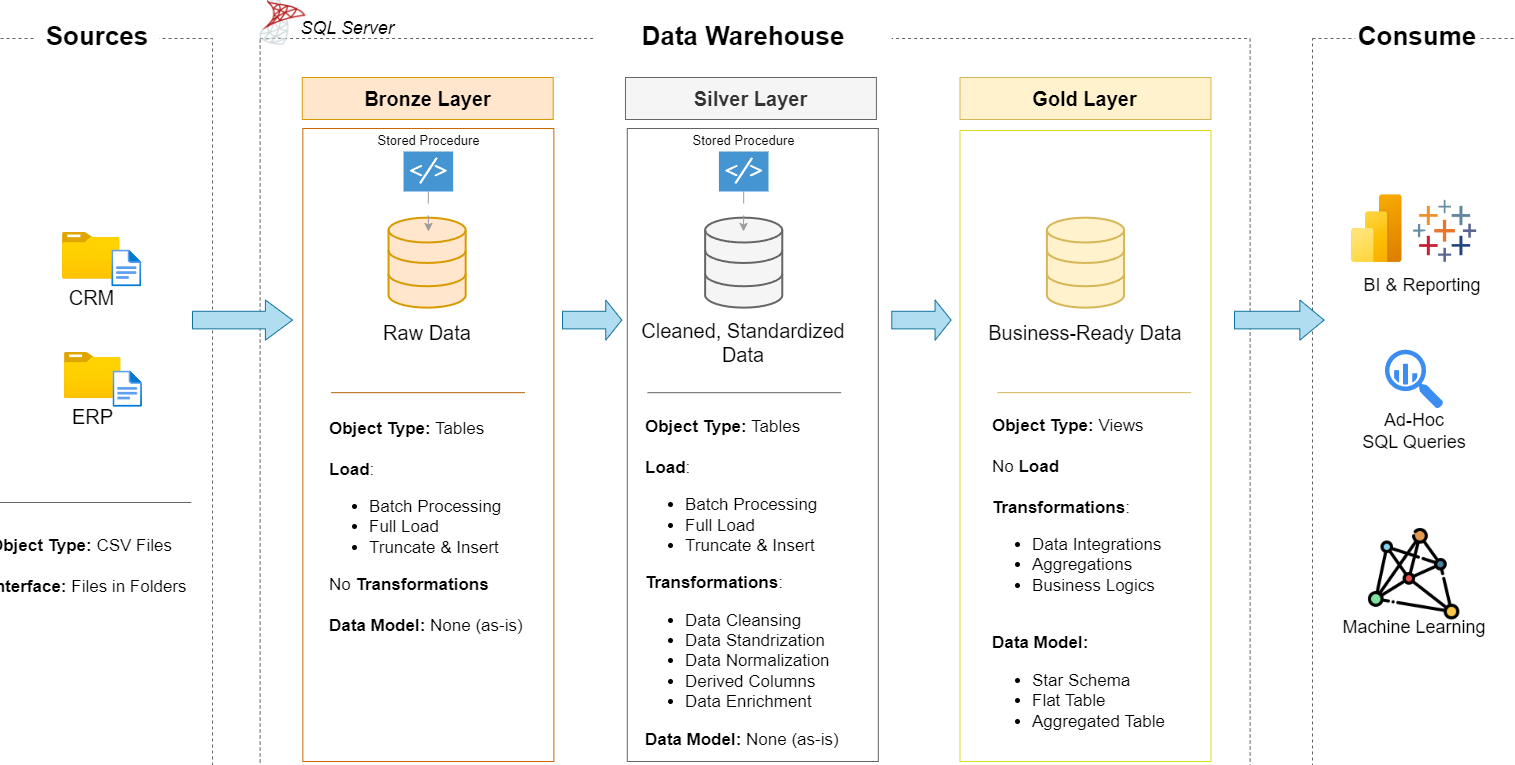 Sources
SQL Server
Data Warehouse
Consume
CRM
ERP
Object Type: CSV Files
Interface: Files in Folders
Bronze Layer
Stored Procedure
</>
Raw Data
Object Type: Tables
Load:
• Batch Processing
• Full Load
• Truncate & Insert
No Transformations
Data Model: None (as-is)
Silver Layer
Stored Procedure
</>
Cleaned, Standardized
Data
Object Type: Tables
Load:
• Batch Processing
• Full Load
• Truncate & Insert
Transformations:
• Data Cleansing
• Data Standrization
• Data Normalization
• Derived Columns
• Data Enrichment
Data Model: None (as-is)
Gold Layer
Business-Ready Data
Object Type: Views
No Load
Transformations:
• Data Integrations
• Aggregations
• Business Logics
Data Model:
• Star Schema
• Flat Table
• Aggregated Table
BI & Reporting
Ad-Hoc
SQL Queries
Machine Learning